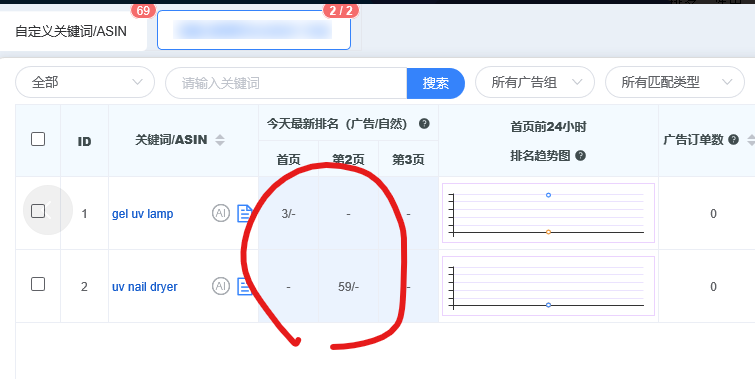 69
2 / 2
自定义关键词/ASIN
全部
请输入关键词
搜索
所有广告组
所有匹配类型
ID
关键词/ASIN
今天最新排名（广告/自然）
首页
第2页
第3页
首页前24小时
排名趋势图
广告订单数
1
gel uv lamp
AI
3/-
-
-
0
2
uv nail dryer
AI
-
59/-
-
0